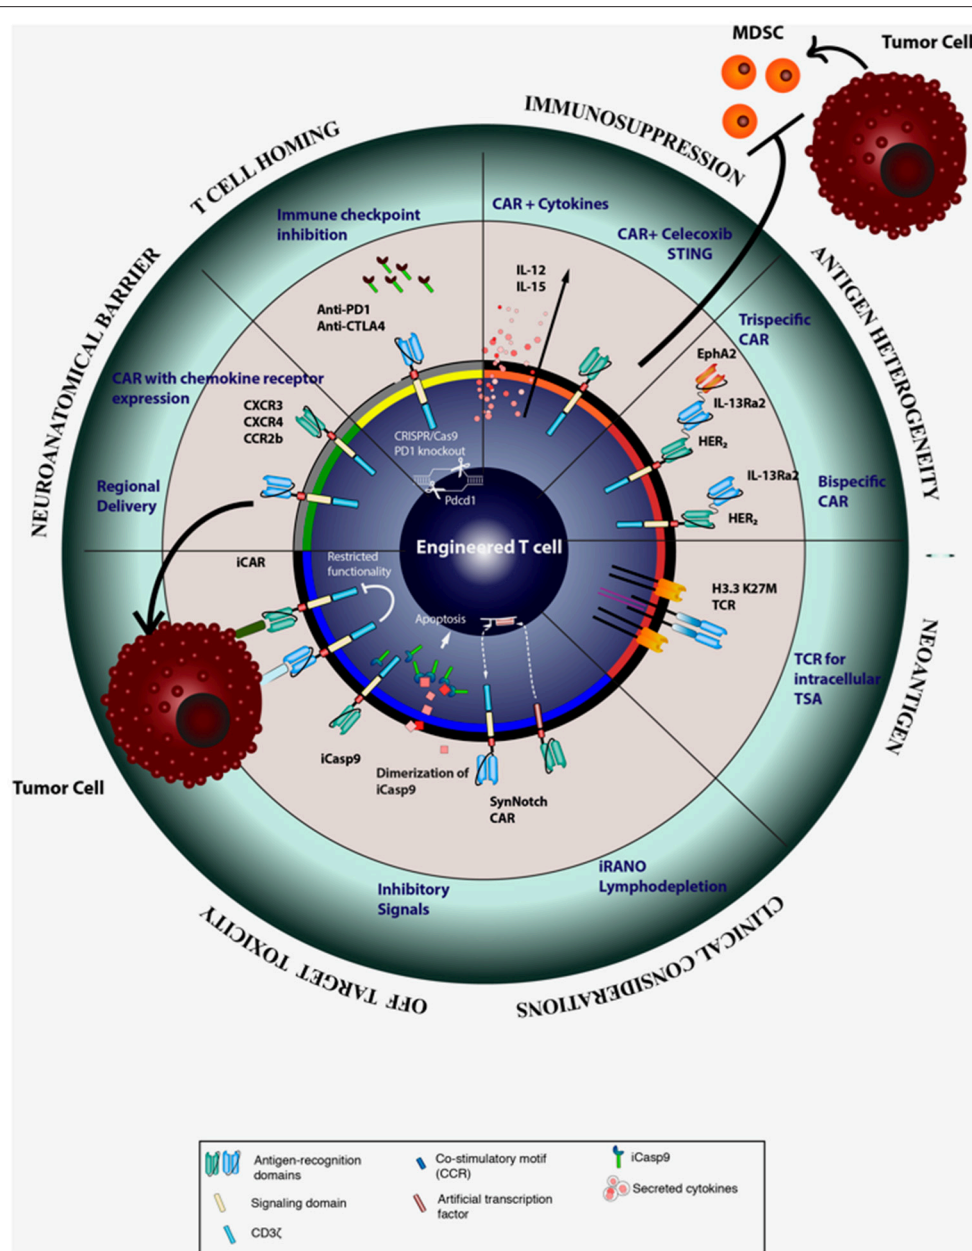 MDSC
Tumor Cell
IMMUNOSUPPRESSION
T CELL HOMING
CAR + Cytokines
Immune checkpoint
inhibition
CAR+ Celecoxib
STING
ANTIGEN HETEROGENEITY
NEUROANATOMICAL BARRIER
IL-12
IL-15
Anti-PD1
Anti-CTLA4
Trispecific
CAR
EphA2
IL-13Ra2
HER₂
CAR with chemokine receptor
expression
CXCR3
CXCR4
CCR2b
CRISPR/Cas9
PD1 knockout
Pdcd1
IL-13Ra2
HER₂
Bispecific
CAR
Regional
Delivery
Engineered T cell
iCAR
Restricted
functionality
Apoptosis
H3.3 K27M
TCR
NEOANTIGEN
TCR for
intracellular
TSA
Tumor Cell
iCasp9
Dimerization of
iCasp9
SynNotch
CAR
Inhibitory
Signals
iRANO
Lymphodepletion
OFF TARGET TOXICITY
CLINICAL CONSIDERATIONS
Antigen-recognition
domains
Signaling domain
CD3ζ
Co-stimulatory motif
(CCR)
Artificial transcription
factor
iCasp9
Secreted cytokines